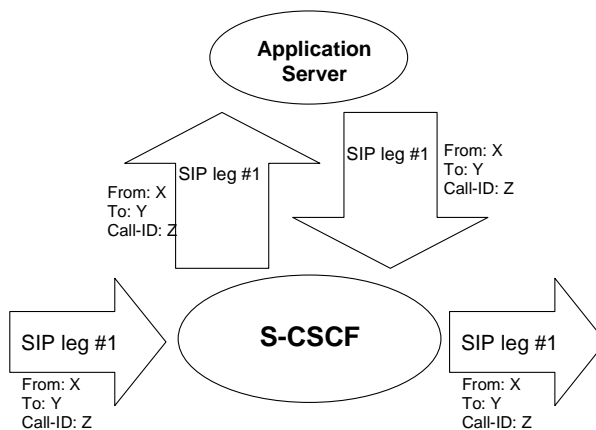 Application
Server
SIP leg #1
From: X
To: Y
Call-ID: Z
SIP leg #1
From: X
To: Y
Call-ID: Z
S-CSCF
SIP leg #1
From: X
To: Y
Call-ID: Z
SIP leg #1
From: X
To: Y
Call-ID: Z